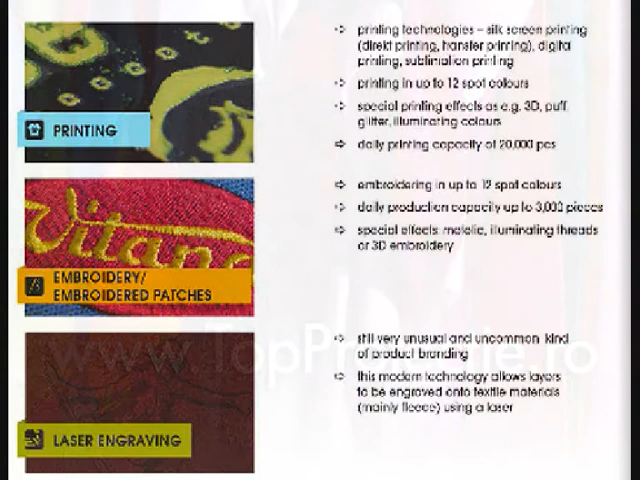 printing technologies – silk screen printing
(direkt printing, transfer printing), digital
printing, sublimation printing
printing in up to 12 spot colours
special printing effects as e.g. 3D, puff,
glitter, illuminating colours
daily printing capacity of 20,000 pcs
PRINTING
embroidering in up to 12 spot colours
daily production capacity up to 3,000 pieces
special effects: metalic, illuminating threads
or 3D embroidery
Vitana
EMBROIDERY/
EMBROIDERED PATCHES
still very unusual and uncommon kind
of product branding
this modern technology allows layers
to be engraved onto textile materials
(mainly fleece) using a laser
LASER ENGRAVING